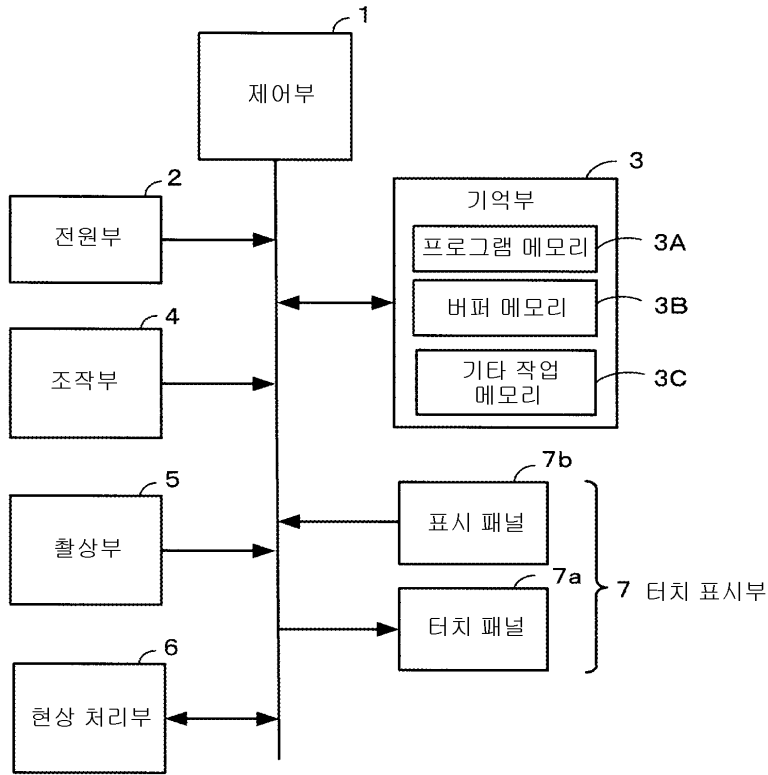 1
제어부
2
전원부
3
기억부
프로그램 메모리
3A
버퍼 메모리
3B
기타 작업
메모리
3C
4
조작부
5
촬상부
7b
표시 패널
7a
터치 패널
7 터치 표시부
6
현상 처리부